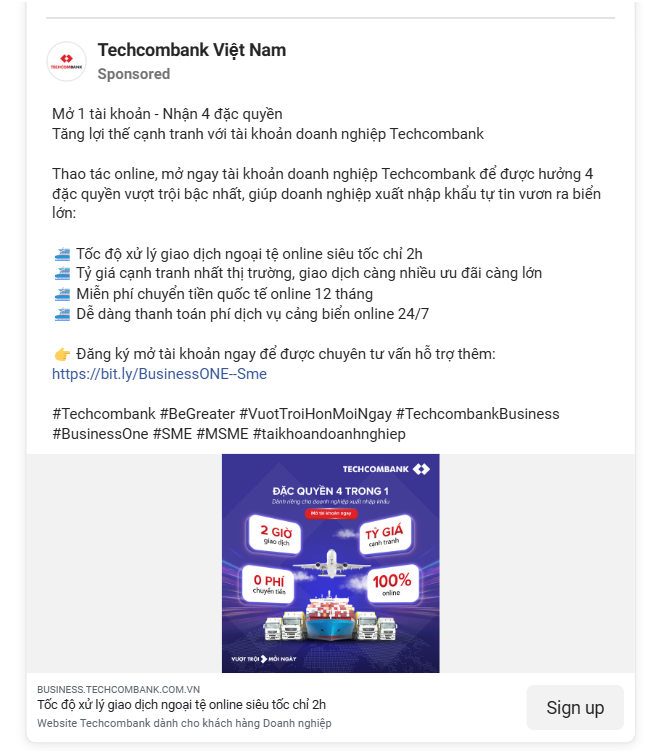 TECHCOMBANK
Techcombank Việt Nam
Sponsored
Mở 1 tài khoản - Nhận 4 đặc quyền
Tăng lợi thế cạnh tranh với tài khoản doanh nghiệp Techcombank
Thao tác online, mở ngay tài khoản doanh nghiệp Techcombank để được hưởng 4
đặc quyền vượt trội bậc nhất, giúp doanh nghiệp xuất nhập khẩu tự tin vươn ra biển
lớn:
🚄 Tốc độ xử lý giao dịch ngoại tệ online siêu tốc chỉ 2h
🚄 Tỷ giá cạnh tranh nhất thị trường, giao dịch càng nhiều ưu đãi càng lớn
🚄 Miễn phí chuyển tiền quốc tế online 12 tháng
🚄 Dễ dàng thanh toán phí dịch vụ cảng biển online 24/7
👉 Đăng ký mở tài khoản ngay để được chuyên tư vấn hỗ trợ thêm:
https://bit.ly/BusinessONE--Sme
#Techcombank #BeGreater #VuotTroiHonMoiNgay #TechcombankBusiness
#BusinessOne #SME #MSME #taikhoandoanhnghiep
TECHCOMBANK
ĐẶC QUYỀN 4 TRONG 1
Dành riêng cho doanh nghiệp xuất nhập khẩu
Mở tài khoản ngay
2 GIỜ
giao dịch
TỶ GIÁ
cạnh tranh
0 PHÍ
chuyển tiền
100%
online
VƯỢT TRỘI MỖI NGÀY
BUSINESS.TECHCOMBANK.COM.VN
Tốc độ xử lý giao dịch ngoại tệ online siêu tốc chỉ 2h
Website Techcombank dành cho khách hàng Doanh nghiệp
Sign up